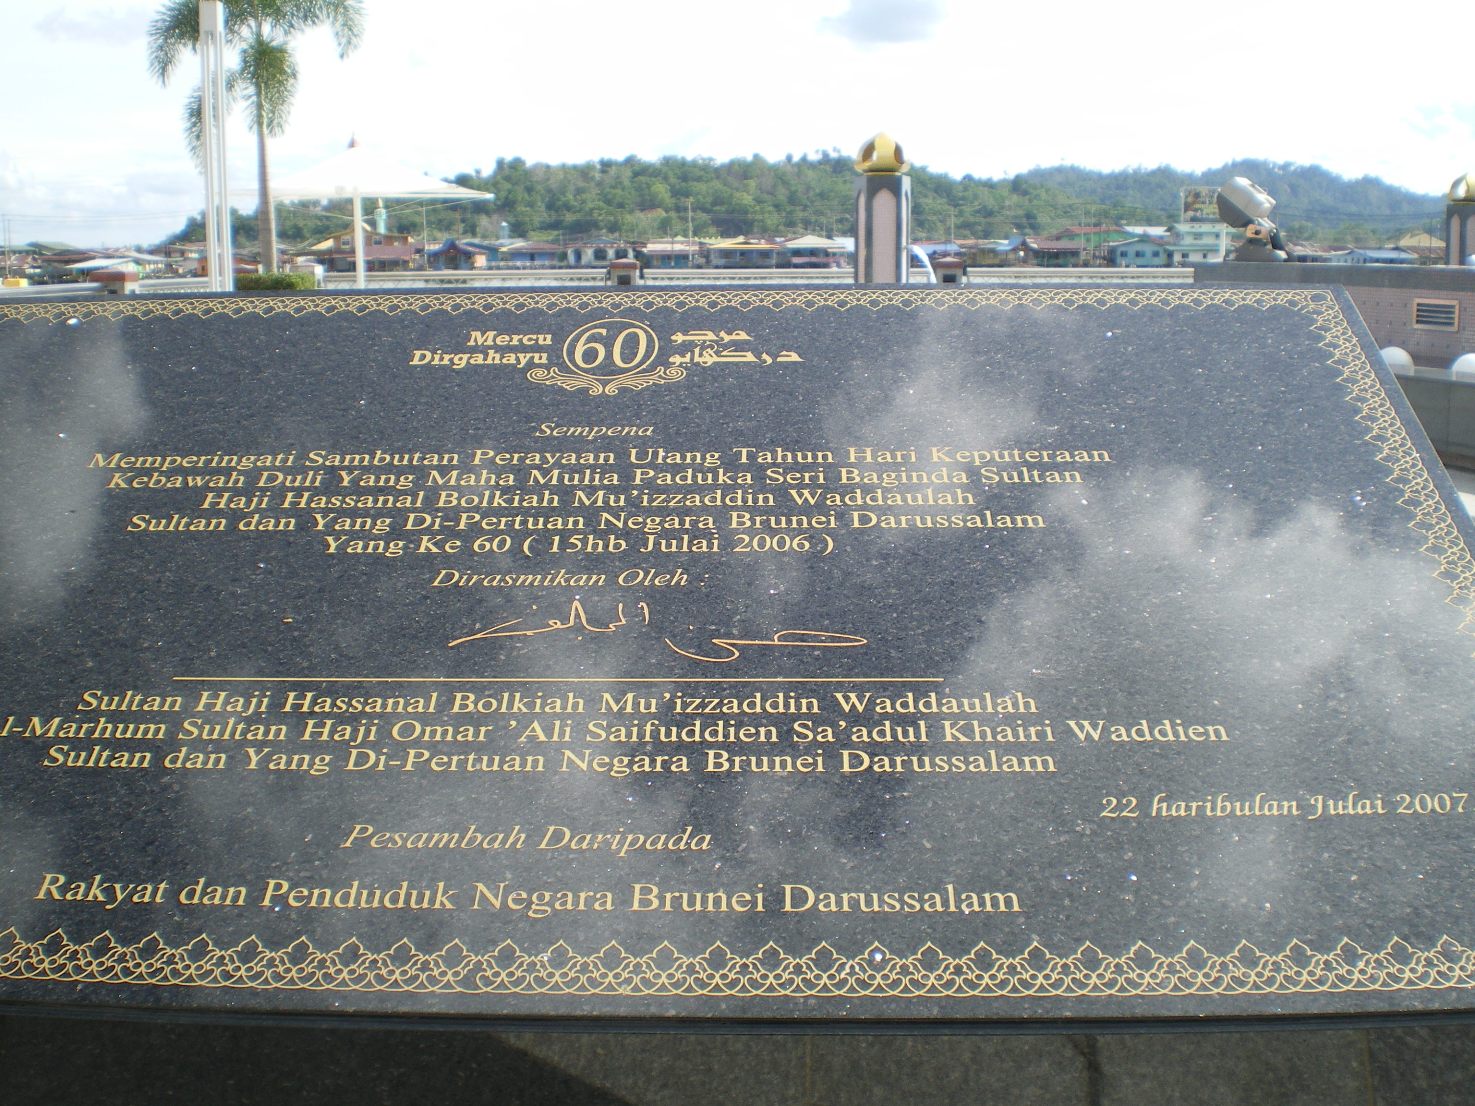 Mercu
Dirgahayu
60
مرچو
دركهايو
Sempena
Memperingati Sambutan Perayaan Ulang Tahun Hari Keputeraan
Kebawah Duli Yang Maha Mulia Paduka Seri Baginda Sultan
Haji Hassanal Bolkiah Mu'izzaddin Waddaulah
Sultan dan Yang Di-Pertuan Negara Brunei Darussalam
Yang Ke 60 ( 15hb Julai 2006 )
Dirasmikan Oleh :
Sultan Haji Hassanal Bolkiah Mu'izzaddin Waddaulah
l-Marhum Sultan Haji Omar 'Ali Saifuddien Sa'adul Khairi Waddien
Sultan dan Yang Di-Pertuan Negara Brunei Darussalam
22 haribulan Julai 2007
Pesambah Daripada
Rakyat dan Penduduk Negara Brunei Darussalam